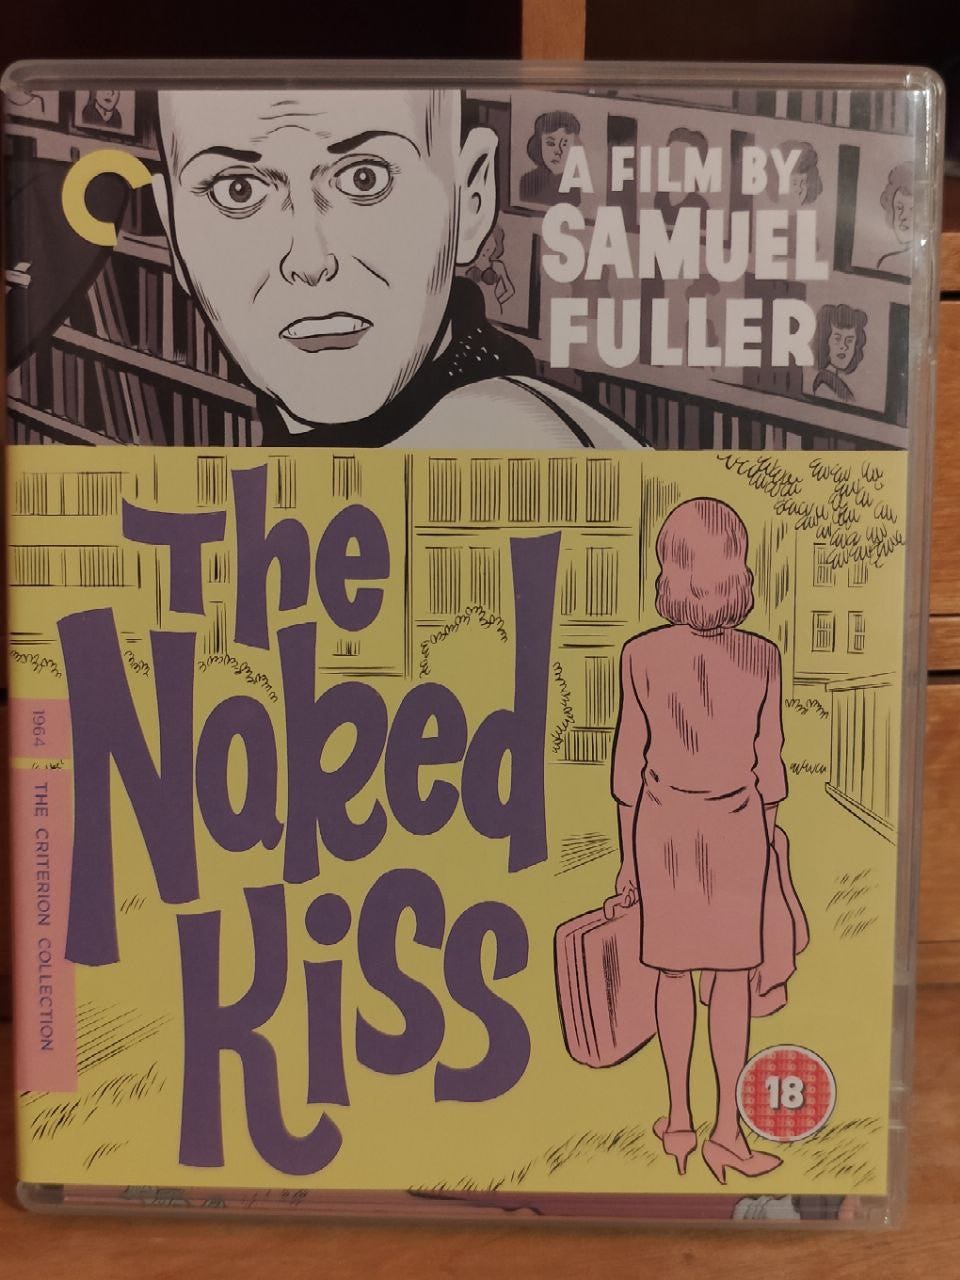 A FILM BY
SAMUEL
FULLER
The
Naked
Kiss
1964
THE CRITERION COLLECTION
18